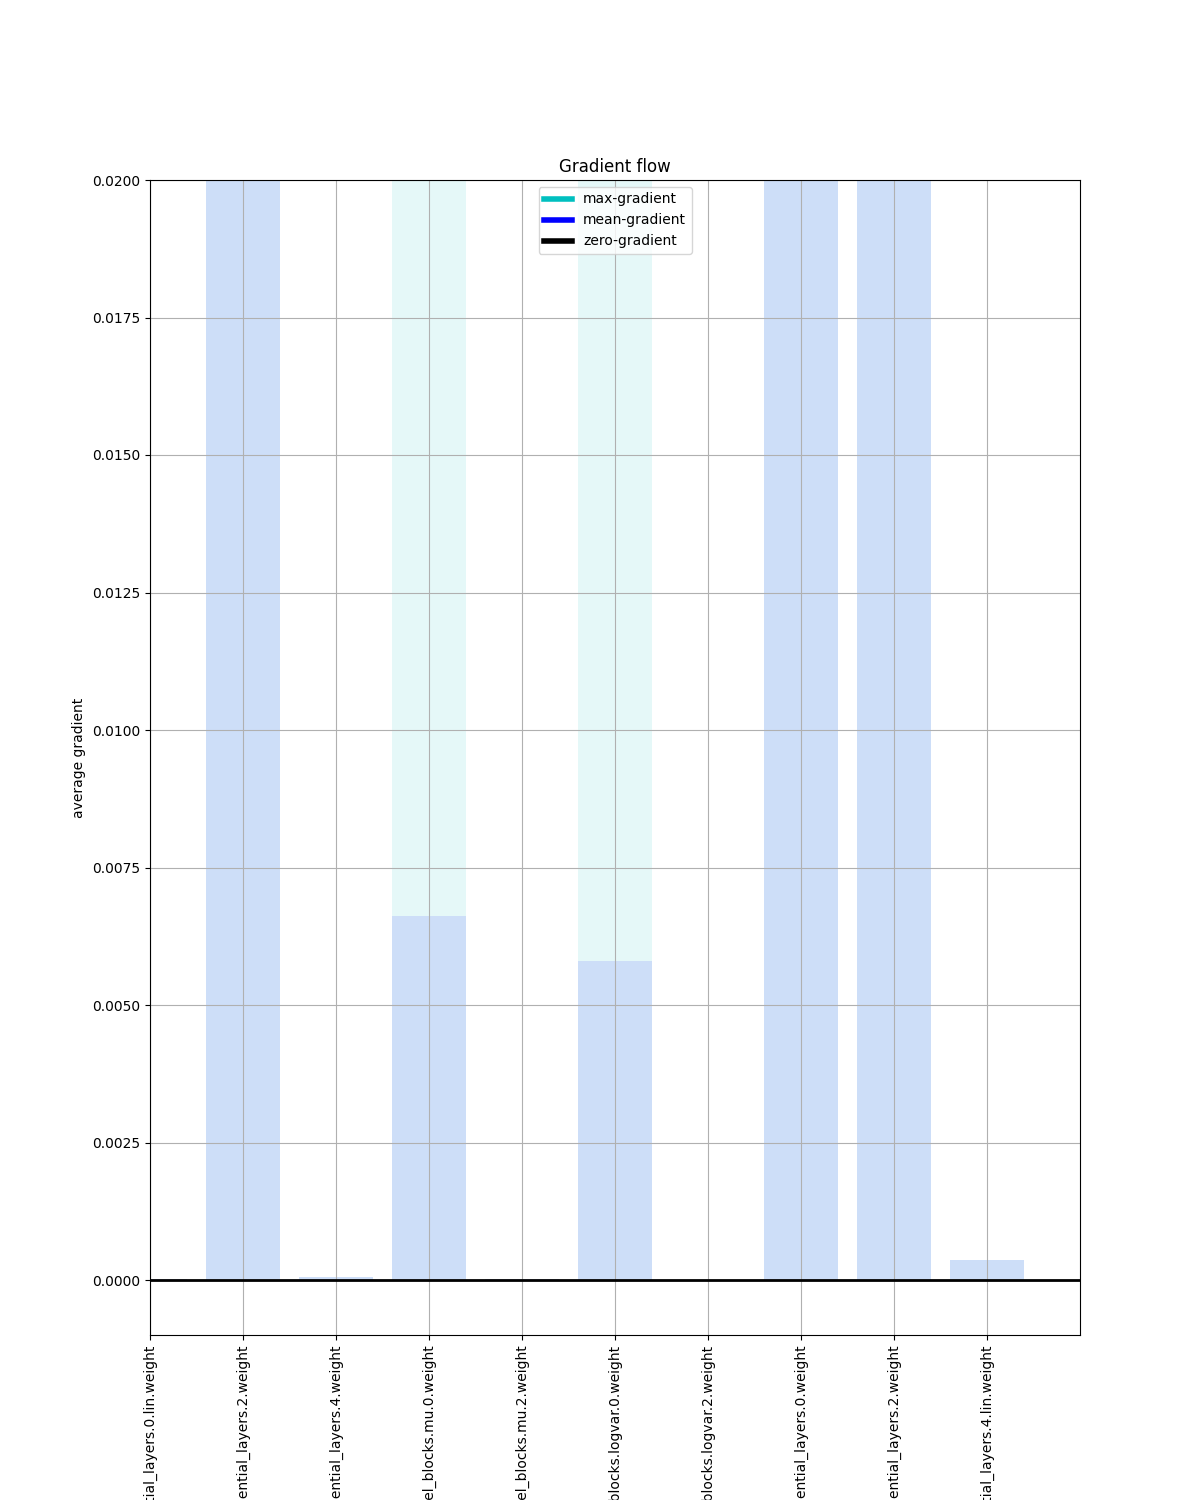 Gradient flow
max-gradient
mean-gradient
zero-gradient
0.0200
0.0175
0.0150
0.0125
0.0100
0.0075
0.0050
0.0025
0.0000
average gradient
tial_layers.0.lin.weight
ential_layers.2.weight
ential_layers.4.weight
el_blocks.mu.0.weight
el_blocks.mu.2.weight
blocks.logvar.0.weight
blocks.logvar.2.weight
ential_layers.0.weight
ential_layers.2.weight
tial_layers.4.lin.weight